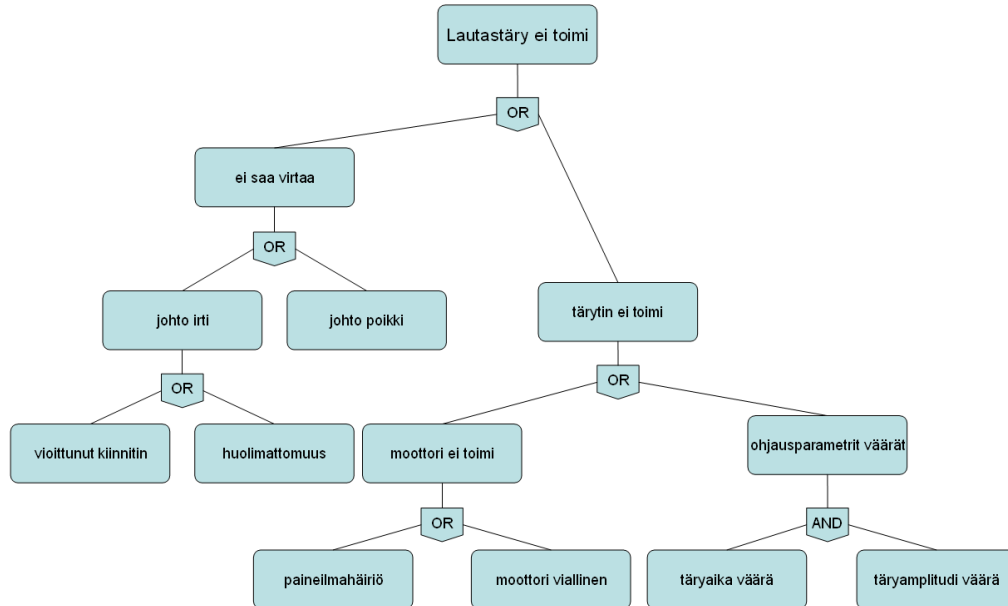 Lautastäry ei toimi
OR
ei saa virtaa
OR
johto irti
johto poikki
tärytin ei toimi
OR
OR
vioittunut kiinnitin
huolimattomuus
moottori ei toimi
ohjausparametrit väärät
OR
AND
paineilmahäiriö
moottori viallinen
täryaika väärä
täryamplitudi väärä